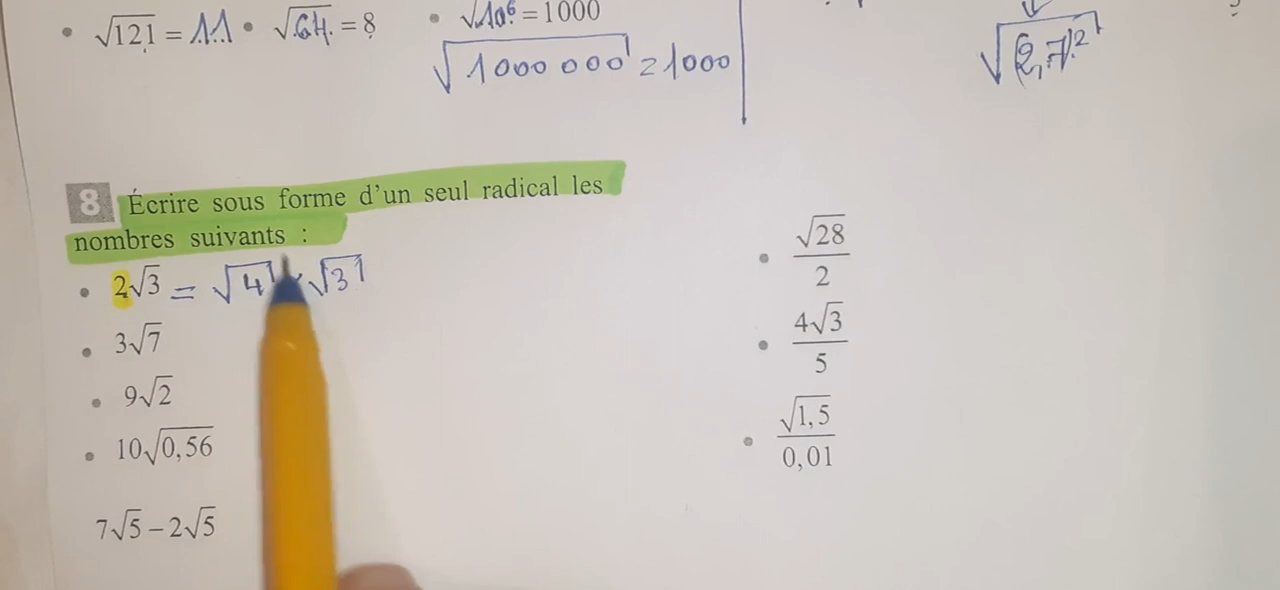 √121 = 11 • √64 = 8 • √10⁶ = 1000
√1000 000 = 1000
√(2,7)²
8 Écrire sous forme d'un seul radical les
nombres suivants :
• 2√3 = √4 × √3
• 3√7
• 9√2
• 10√0,56
7√5 − 2√5
• √28/2
• 4√3/5
• √1,5/0,01